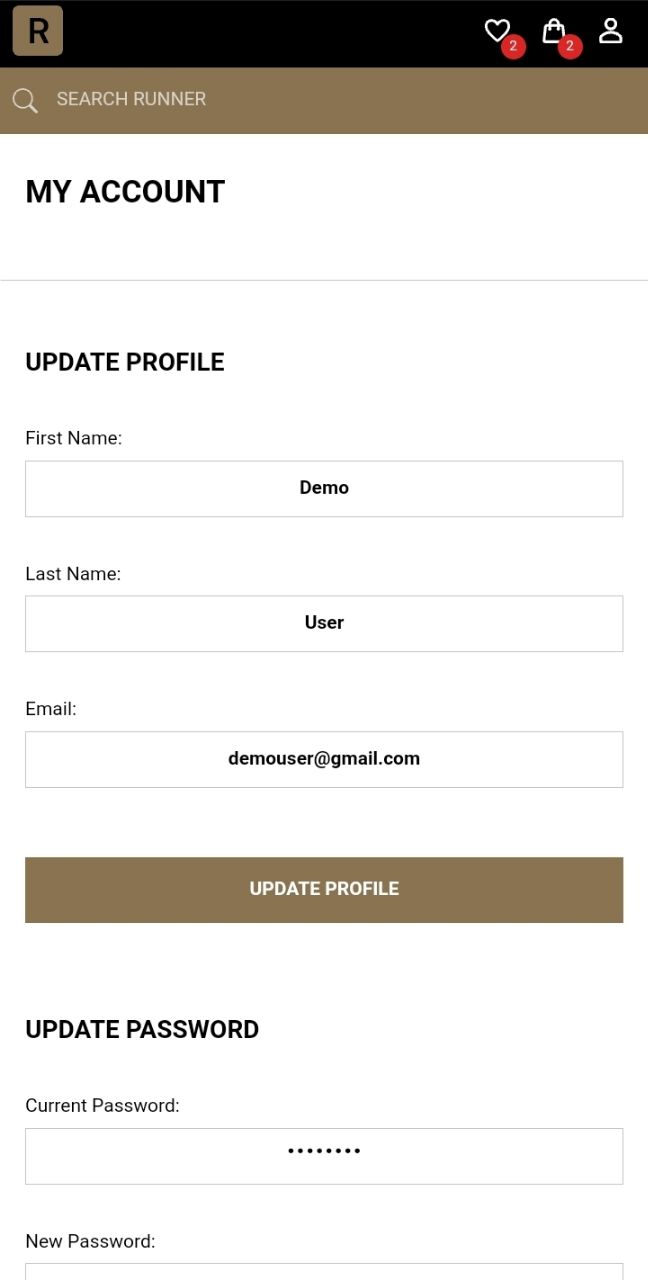 R
2
2
SEARCH RUNNER
MY ACCOUNT
UPDATE PROFILE
First Name:
Demo
Last Name:
User
Email:
demouser@gmail.com
UPDATE PROFILE
UPDATE PASSWORD
Current Password:
••••••••
New Password: